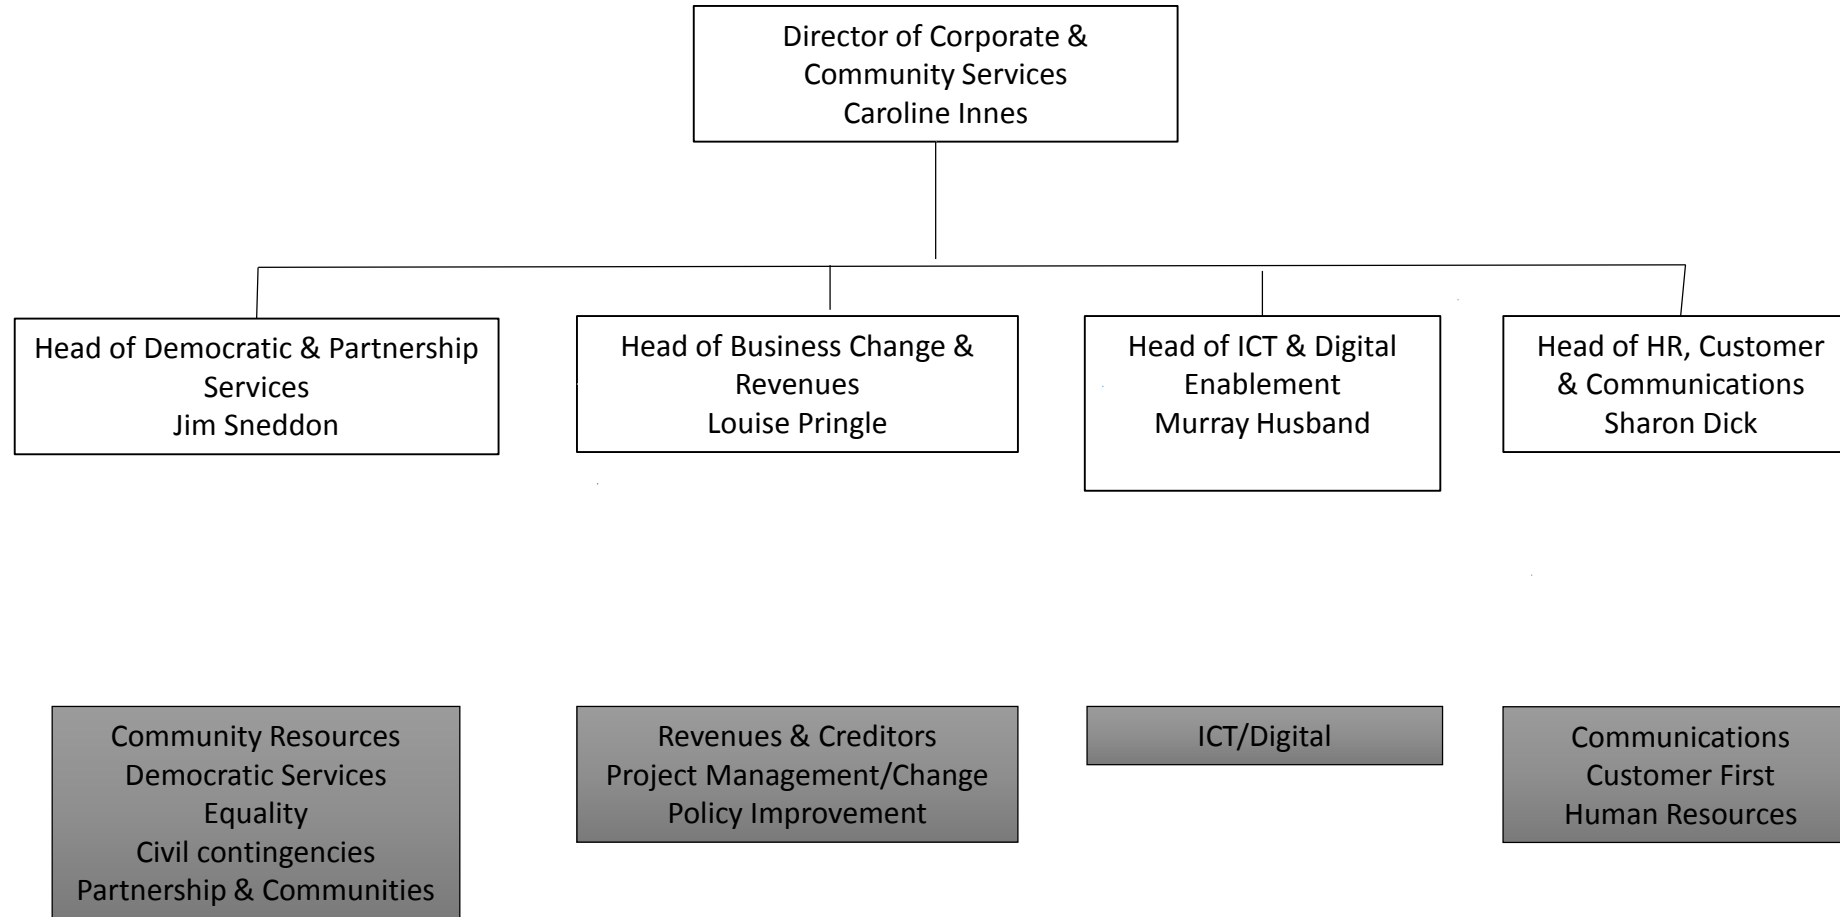 Director of Corporate &
Community Services
Caroline Innes
Head of Democratic & Partnership
Services
Jim Sneddon
Head of Business Change &
Revenues
Louise Pringle
Head of ICT & Digital
Enablement
Murray Husband
Head of HR, Customer
& Communications
Sharon Dick
Community Resources
Democratic Services
Equality
Civil contingencies
Partnership & Communities
Revenues & Creditors
Project Management/Change
Policy Improvement
ICT/Digital
Communications
Customer First
Human Resources